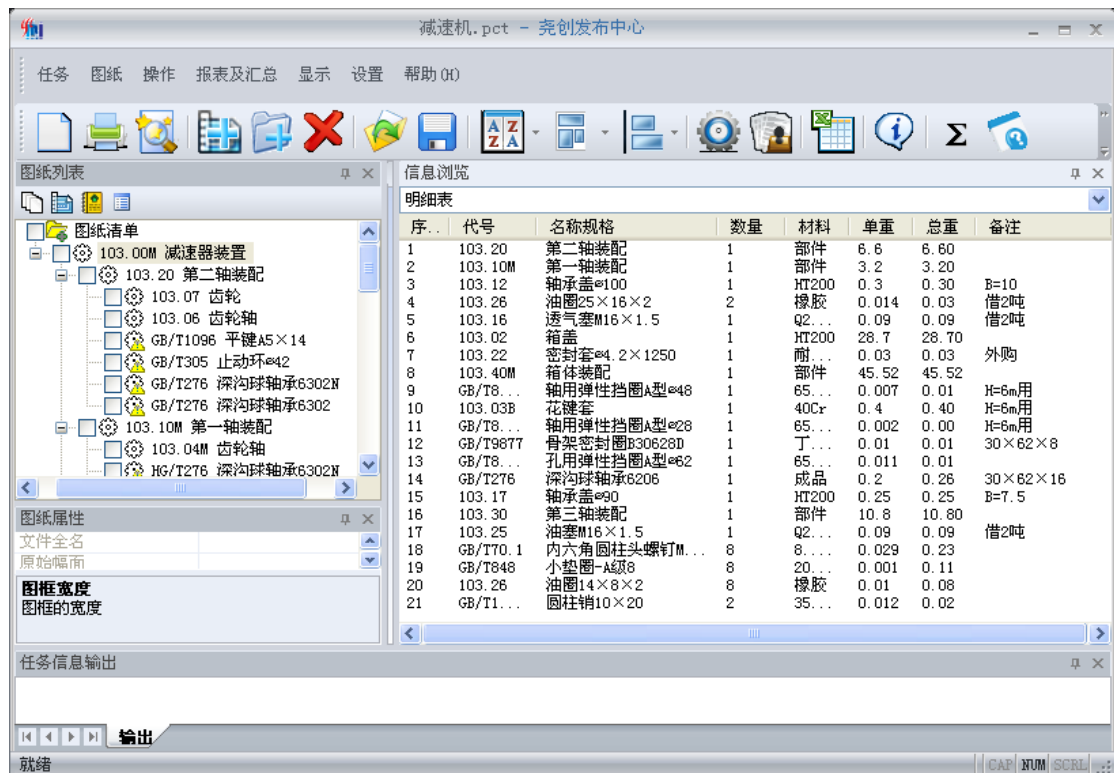 减速机.pct - 尧创发布中心
任务 图纸 操作 报表及汇总 显示 设置 帮助(H)
图纸列表
图纸清单
103.00M 减速器装置
103.20 第二轴装配
103.07 齿轮
103.06 齿轮轴
GB/T1096 平键A5×14
GB/T305 止动环⌀42
GB/T276 深沟球轴承6302N
GB/T276 深沟球轴承6302
103.10M 第一轴装配
103.04M 齿轮轴
HG/T276 深沟球轴承6302N
图纸属性
文件全名
原始幅面
图框宽度
图框的宽度
信息浏览
明细表
序.. 代号 名称规格 数量 材料 单重 总重 备注
1 103.20 第二轴装配 1 部件 6.6 6.60
2 103.10M 第一轴装配 1 部件 3.2 3.20
3 103.12 轴承盖⌀100 1 HT200 0.3 0.30 B=10
4 103.26 油圈25×16×2 2 橡胶 0.014 0.03 借2吨
5 103.16 透气塞M16×1.5 1 Q2... 0.09 0.09 借2吨
6 103.02 箱盖 1 HT200 28.7 28.70
7 103.22 密封套⌀4.2×1250 1 耐... 0.03 0.03 外购
8 103.40M 箱体装配 1 部件 45.52 45.52
9 GB/T8... 轴用弹性挡圈A型⌀48 1 65... 0.007 0.01 H=6m用
10 103.03B 花键套 1 40Cr 0.4 0.40 H=6m用
11 GB/T8... 轴用弹性挡圈A型⌀28 1 65... 0.002 0.00 H=6m用
12 GB/T9877 骨架密封圈B30628D 1 丁... 0.01 0.01 30×62×8
13 GB/T8... 孔用弹性挡圈A型⌀62 1 65... 0.011 0.01
14 GB/T276 深沟球轴承6206 1 成品 0.2 0.26 30×62×16
15 103.17 轴承盖⌀90 1 HT200 0.25 0.25 B=7.5
16 103.30 第三轴装配 1 部件 10.8 10.80
17 103.25 油塞M16×1.5 1 Q2... 0.09 0.09 借2吨
18 GB/T70.1 内六角圆柱头螺钉M... 8 8.... 0.029 0.23
19 GB/T848 小垫圈-A级8 8 20... 0.001 0.11
20 103.26 油圈14×8×2 8 橡胶 0.01 0.08
21 GB/T1... 圆柱销10×20 2 35... 0.012 0.02
任务信息输出
输出
就绪 CAP NUM SCRL